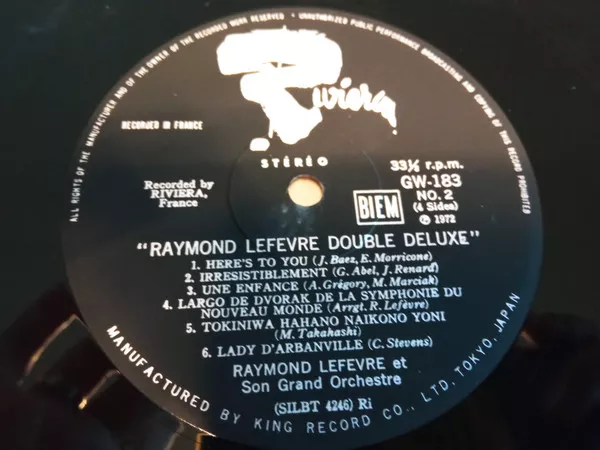 ALL RIGHTS OF THE MANUFACTURER AND OF THE OWNER OF THE RECORDED WORK RESERVED • UNAUTHORIZED PUBLIC PERFORMANCE BROADCASTING AND COPYING OF THIS RECORD PROHIBITED
Riviera
RECORDED IN FRANCE
STÉRÉO
33⅓ r.p.m.
GW-183
NO. 2
(4 Sides)
℗ 1972
Recorded by
RIVIERA,
France
BIEM
"RAYMOND LEFEVRE DOUBLE DELUXE"
1. HERE'S TO YOU (J. Baez, E. Morricone)
2. IRRESISTIBLEMENT (G. Abel, J. Renard)
3. UNE ENFANCE (A. Grégory, M. Marciak)
4. LARGO DE DVORAK DE LA SYMPHONIE DU
NOUVEAU MONDE (Arrgt. R. Lefèvre)
5. TOKINIWA HAHANO NAIKONO YONI
(M. Takahashi)
6. LADY D'ARBANVILLE (C. Stevens)
RAYMOND LEFEVRE et
Son Grand Orchestre
(SILBT 4246) Ri
MANUFACTURED BY KING RECORD CO., LTD, TOKYO, JAPAN